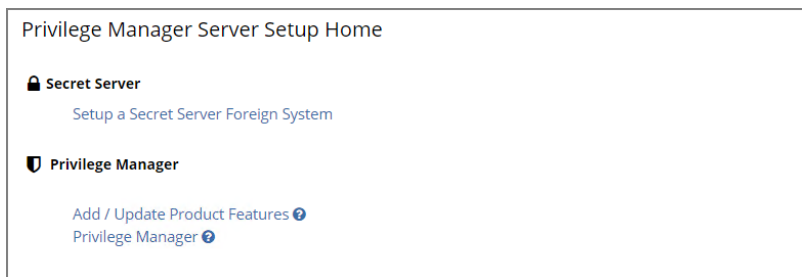 Privilege Manager Server Setup Home
Secret Server
Setup a Secret Server Foreign System
Privilege Manager
Add / Update Product Features ?
Privilege Manager ?